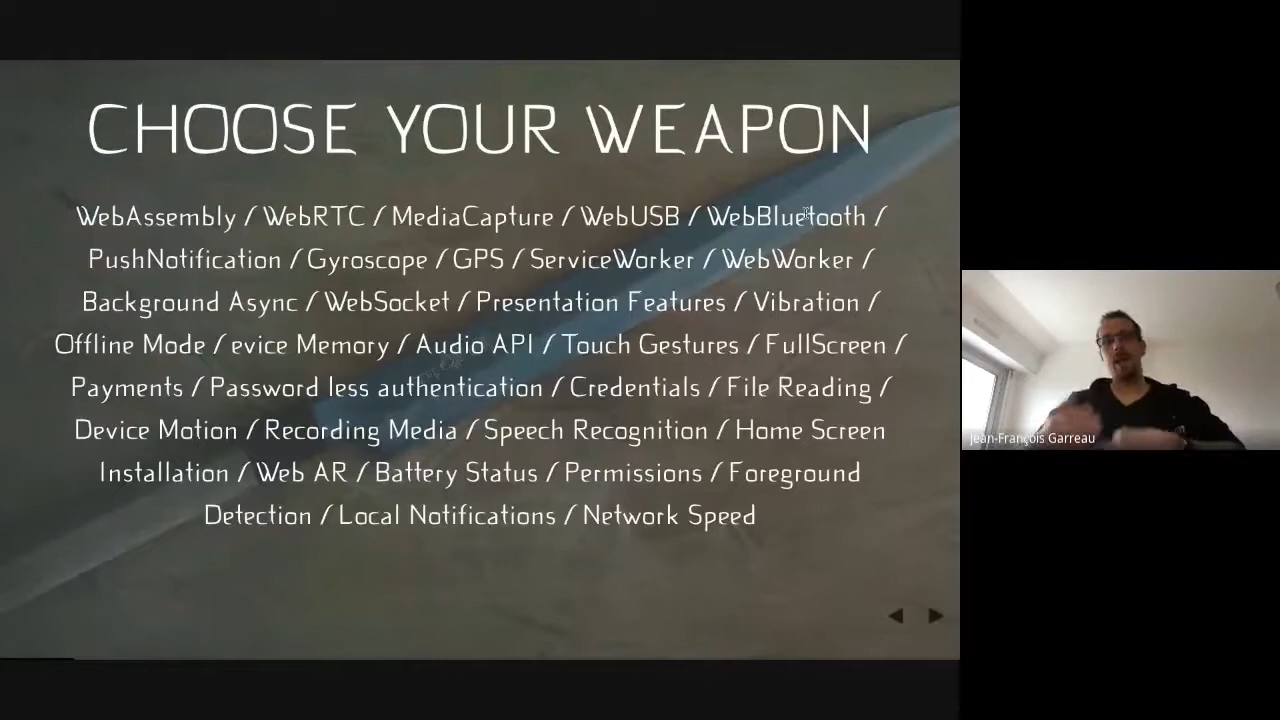 CHOOSE YOUR WEAPON
WebAssembly / WebRTC / MediaCapture / WebUSB / WebBluetooth /
PushNotification / Gyroscope / GPS / ServiceWorker / WebWorker /
Background Async / WebSocket / Presentation Features / Vibration /
Offline Mode / evice Memory / Audio API / Touch Gestures / FullScreen /
Payments / Password less authentication / Credentials / File Reading /
Device Motion / Recording Media / Speech Recognition / Home Screen
Installation / Web AR / Battery Status / Permissions / Foreground
Detection / Local Notifications / Network Speed
Jean-François Garreau